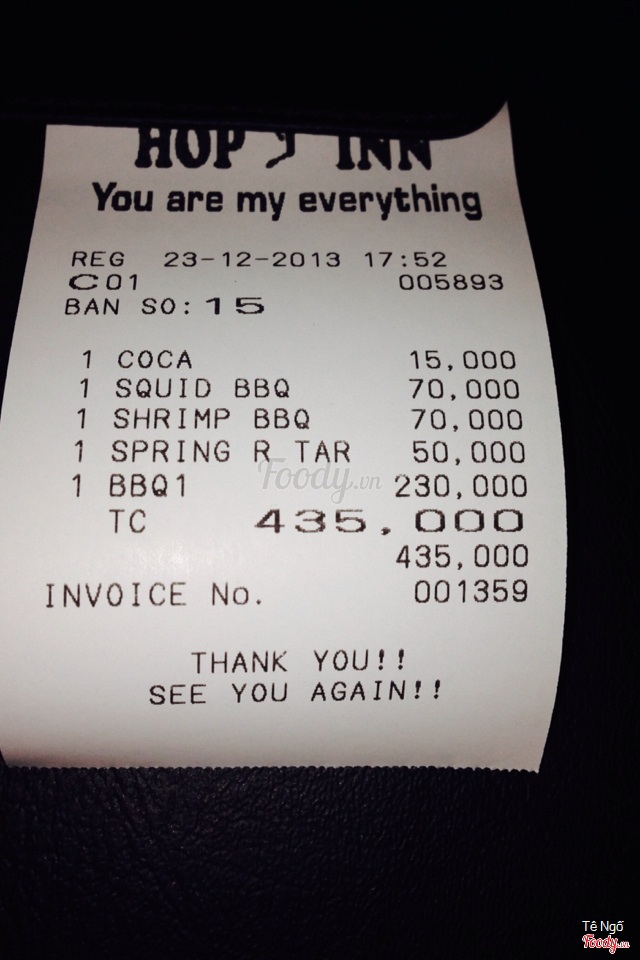 HOP INN
You are my everything
REG 23-12-2013 17:52
C01 005893
BAN SO: 15
1 COCA 15,000
1 SQUID BBQ 70,000
1 SHRIMP BBQ 70,000
1 SPRING R TAR 50,000
1 BBQ1 230,000
TC 435,000
435,000
INVOICE No. 001359
THANK YOU!!
SEE YOU AGAIN!!
Foody.vn
Tê Ngố
Foody.vn